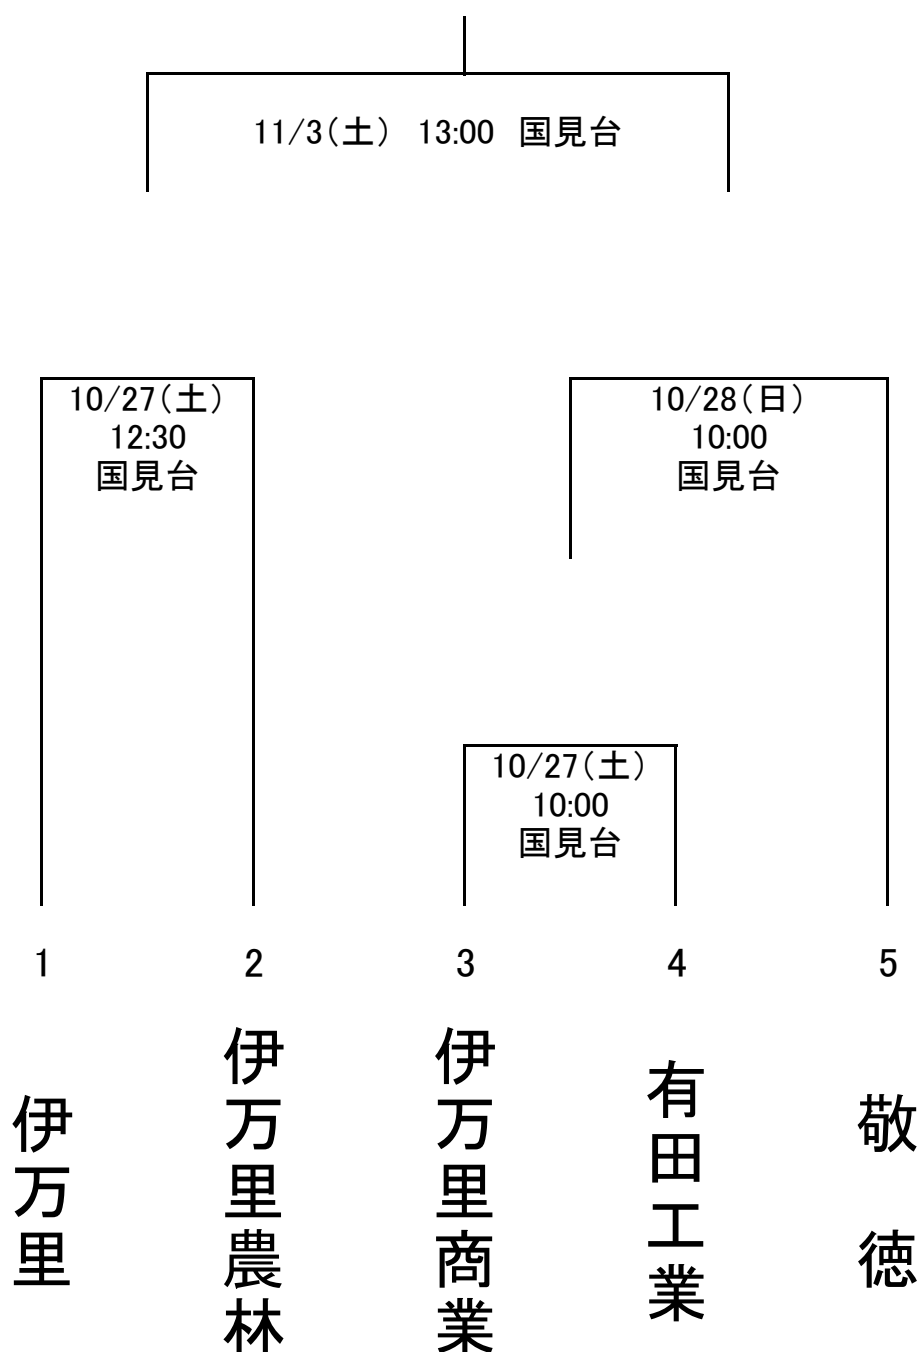 11/3(土) 13:00 国見台
10/27(土)
12:30
国見台
10/28(日)
10:00
国見台
10/27(土)
10:00
国見台
1
2
3
4
5
伊万里
伊万里農林
伊万里商業
有田工業
敬徳